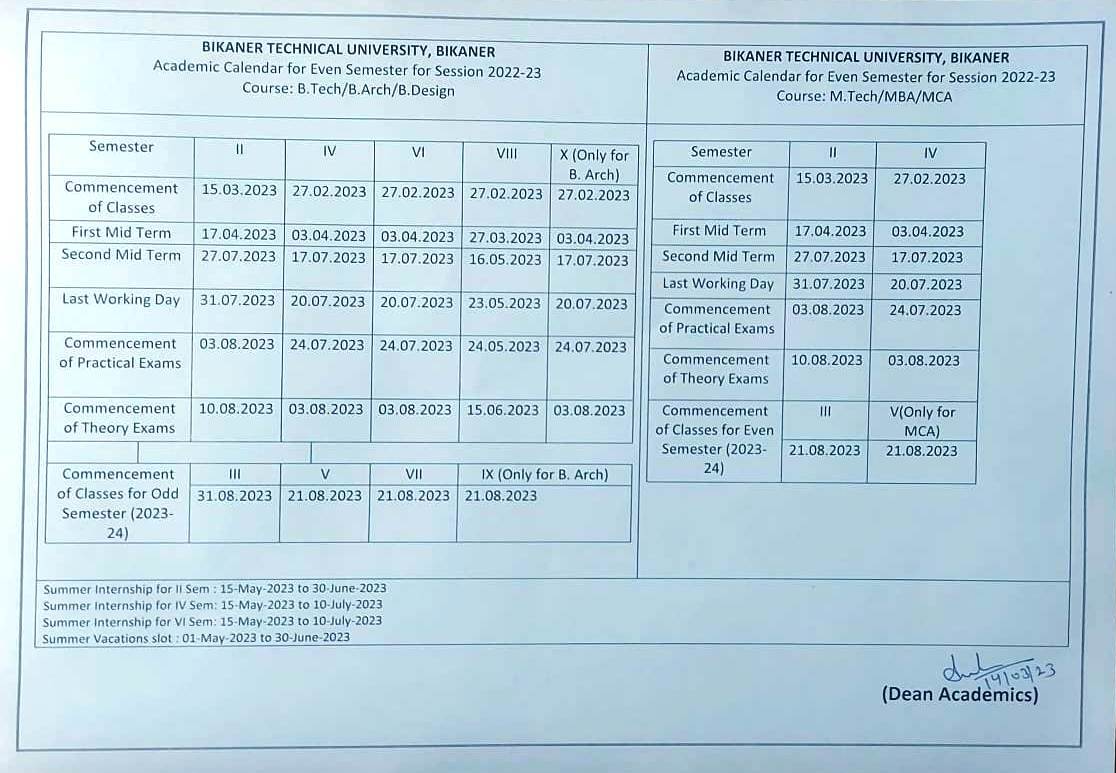 BIKANER TECHNICAL UNIVERSITY, BIKANER
Academic Calendar for Even Semester for Session 2022-23
Course: B.Tech/B.Arch/B.Design
Semester II IV VI VIII X (Only for
B. Arch)
Commencement 15.03.2023 27.02.2023 27.02.2023 27.02.2023 27.02.2023
of Classes
First Mid Term 17.04.2023 03.04.2023 03.04.2023 27.03.2023 03.04.2023
Second Mid Term 27.07.2023 17.07.2023 17.07.2023 16.05.2023 17.07.2023
Last Working Day 31.07.2023 20.07.2023 20.07.2023 23.05.2023 20.07.2023
Commencement 03.08.2023 24.07.2023 24.07.2023 24.05.2023 24.07.2023
of Practical Exams
Commencement 10.08.2023 03.08.2023 03.08.2023 15.06.2023 03.08.2023
of Theory Exams
Commencement III V VII IX (Only for B. Arch)
of Classes for Odd 31.08.2023 21.08.2023 21.08.2023 21.08.2023
Semester (2023-
24)
BIKANER TECHNICAL UNIVERSITY, BIKANER
Academic Calendar for Even Semester for Session 2022-23
Course: M.Tech/MBA/MCA
Semester II IV
Commencement 15.03.2023 27.02.2023
of Classes
First Mid Term 17.04.2023 03.04.2023
Second Mid Term 27.07.2023 17.07.2023
Last Working Day 31.07.2023 20.07.2023
Commencement 03.08.2023 24.07.2023
of Practical Exams
Commencement 10.08.2023 03.08.2023
of Theory Exams
Commencement III V(Only for
of Classes for Even MCA)
Semester (2023- 21.08.2023 21.08.2023
24)
Summer Internship for II Sem : 15-May-2023 to 30-June-2023
Summer Internship for IV Sem: 15-May-2023 to 10-July-2023
Summer Internship for VI Sem: 15-May-2023 to 10-July-2023
Summer Vacations slot : 01-May-2023 to 30-June-2023
14/03/23
(Dean Academics)